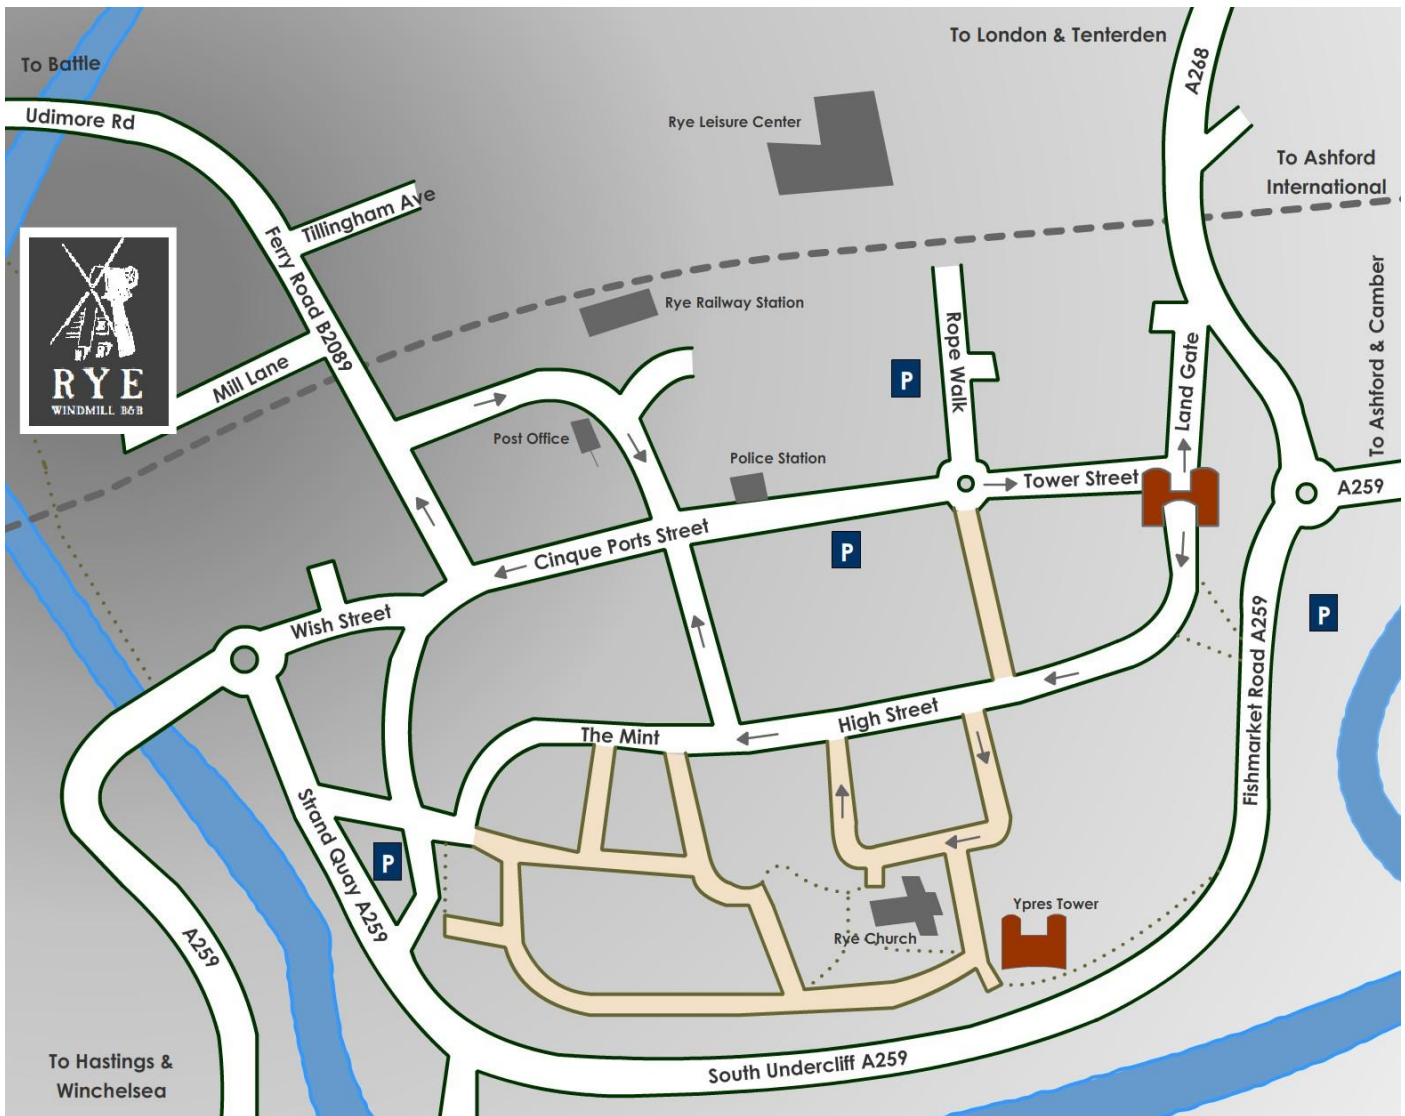 To London & Tenterden
A268
To Battle
Udimore Rd
Rye Leisure Center
To Ashford
International
Tillingham Ave
Ferry Road B2089
RYE
WINDMILL B&B
Mill Lane
Rye Railway Station
Rope Walk
Land Gate
To Ashford & Camber
P
Post Office
Police Station
Tower Street
A259
Cinque Ports Street
P
Wish Street
P
Fishmarket Road A259
High Street
The Mint
Strand Quay A259
P
A259
Rye Church
Ypres Tower
To Hastings &
Winchelsea
South Undercliff A259